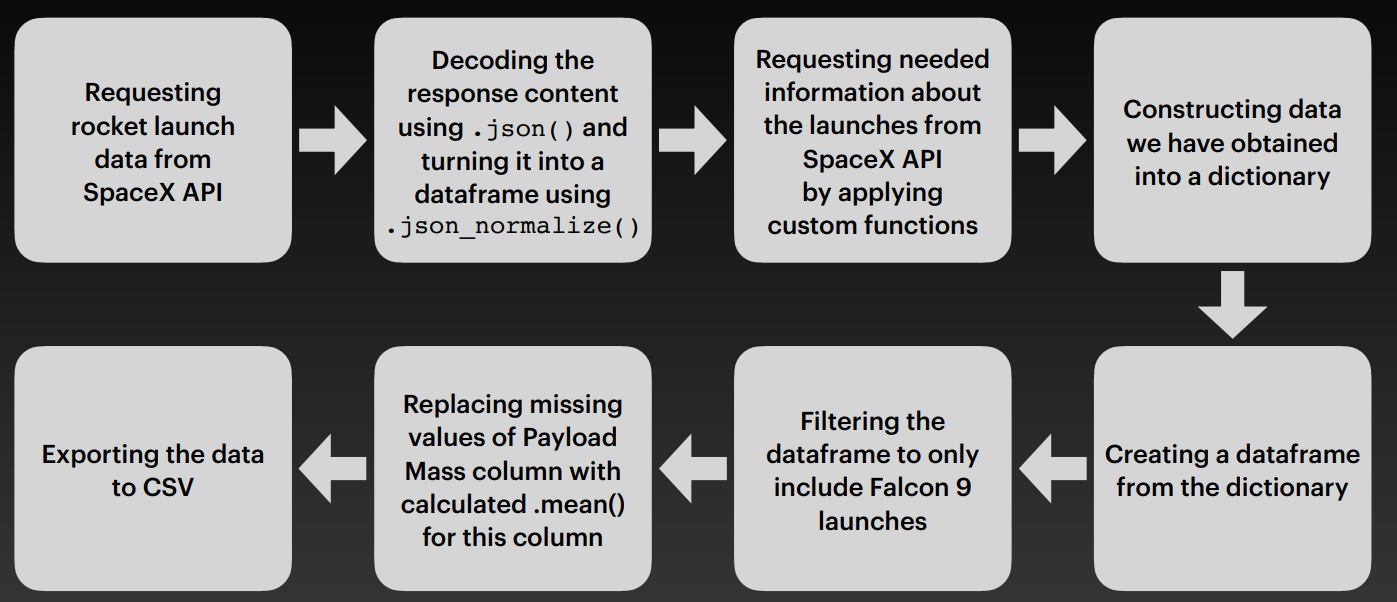 Requesting
rocket launch
data from
SpaceX API
Decoding the
response content
using .json() and
turning it into a
dataframe using
.json_normalize()
Requesting needed
information about
the launches from
SpaceX API
by applying
custom functions
Constructing data
we have obtained
into a dictionary
Creating a dataframe
from the dictionary
Filtering the
dataframe to only
include Falcon 9
launches
Replacing missing
values of Payload
Mass column with
calculated .mean()
for this column
Exporting the data
to CSV